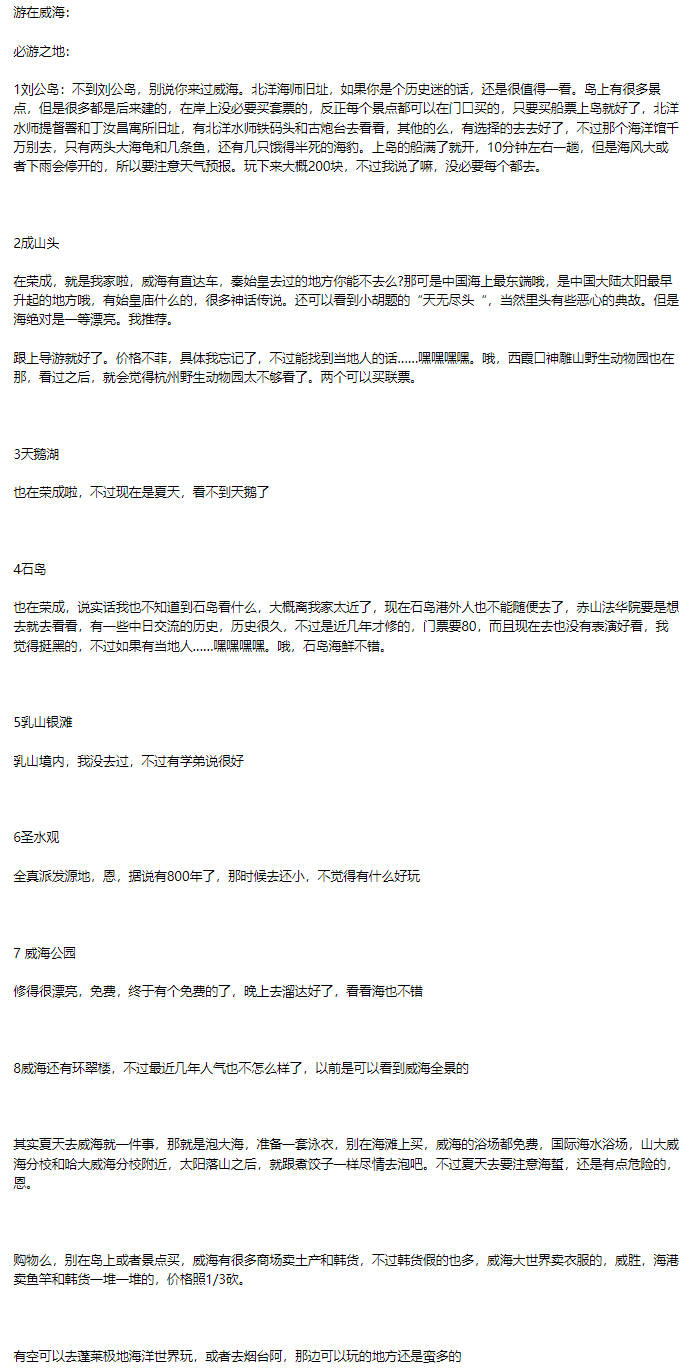 游在威海：
必游之地：
1刘公岛：不到刘公岛，别说你来过威海。北洋海师旧址，如果你是个历史迷的话，还是很值得一看。岛上有很多景
点，但是很多都是后来建的，在岸上没必要买套票的，反正每个景点都可以在门口买的，只要买船票上岛就好了，北洋
水师提督署和丁汝昌寓所旧址，有北洋水师铁码头和古炮台去看看，其他的么，有选择的去去好了，不过那个海洋馆千
万别去，只有两头大海龟和几条鱼，还有几只饿得半死的海豹。上岛的船满了就开，10分钟左右一趟，但是海风大或
者下雨会停开的，所以要注意天气预报。玩下来大概200块，不过我说了嘛，没必要每个都去。
2成山头
在荣成，就是我家啦，威海有直达车，秦始皇去过的地方你能不去么?那可是中国海上最东端哦，是中国大陆太阳最早
升起的地方哦，有始皇庙什么的，很多神话传说。还可以看到小胡题的“天无尽头“，当然里头有些恶心的典故。但是
海绝对是一等漂亮。我推荐。
跟上导游就好了。价格不菲，具体我忘记了，不过能找到当地人的话......嘿嘿嘿嘿。哦，西霞口神雕山野生动物园也在
那，看过之后，就会觉得杭州野生动物园太不够看了。两个可以买联票。
3天鹅湖
也在荣成啦，不过现在是夏天，看不到天鹅了
4石岛
也在荣成，说实话我也不知道到石岛看什么，大概离我家太近了，现在石岛港外人也不能随便去了，赤山法华院要是想
去就去看看，有一些中日交流的历史，历史很久，不过是近几年才修的，门票要80，而且现在去也没有表演好看，我
觉得挺黑的，不过如果有当地人......嘿嘿嘿嘿。哦，石岛海鲜不错。
5乳山银滩
乳山境内，我没去过，不过有学弟说很好
6圣水观
全真派发源地，恩，据说有800年了，那时候去还小，不觉得有什么好玩
7 威海公园
修得很漂亮，免费，终于有个免费的了，晚上去溜达好了，看看海也不错
8威海还有环翠楼，不过最近几年人气也不怎么样了，以前是可以看到威海全景的
其实夏天去威海就一件事，那就是泡大海，准备一套泳衣，别在海滩上买，威海的浴场都免费，国际海水浴场，山大威
海分校和哈大威海分校附近，太阳落山之后，就跟煮饺子一样尽情去泡吧。不过夏天去要注意海蜇，还是有点危险的，
恩。
购物么，别在岛上或者景点买，威海有很多商场卖土产和韩货，不过韩货假的也多，威海大世界卖衣服的，威胜，海港
卖鱼竿和韩货一堆一堆的，价格照1/3砍。
有空可以去蓬莱极地海洋世界玩，或者去烟台阿，那边可以玩的地方还是蛮多的